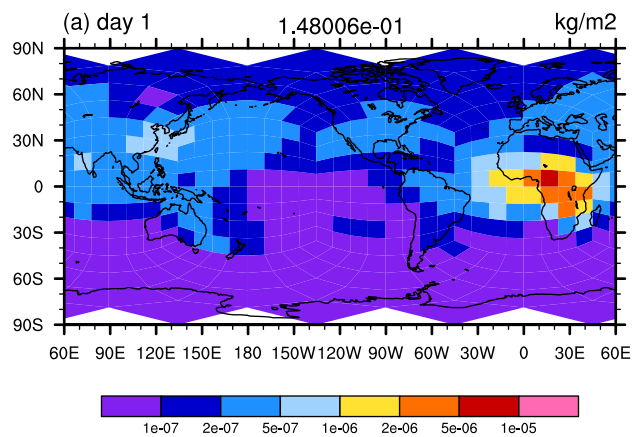 (a) day 1 1.48006e-01 kg/m2
90N
60N
30N
0
30S
60S
90S
60E 90E 120E 150E 180 150W 120W 90W 60W 30W 0 30E 60E
1e-07 2e-07 5e-07 1e-06 2e-06 5e-06 1e-05